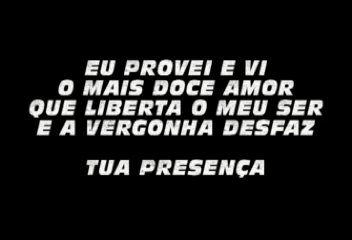 EU PROVEI E VI
O MAIS DOCE AMOR
QUE LIBERTA O MEU SER
E A VERGONHA DESFAZ
TUA PRESENÇA